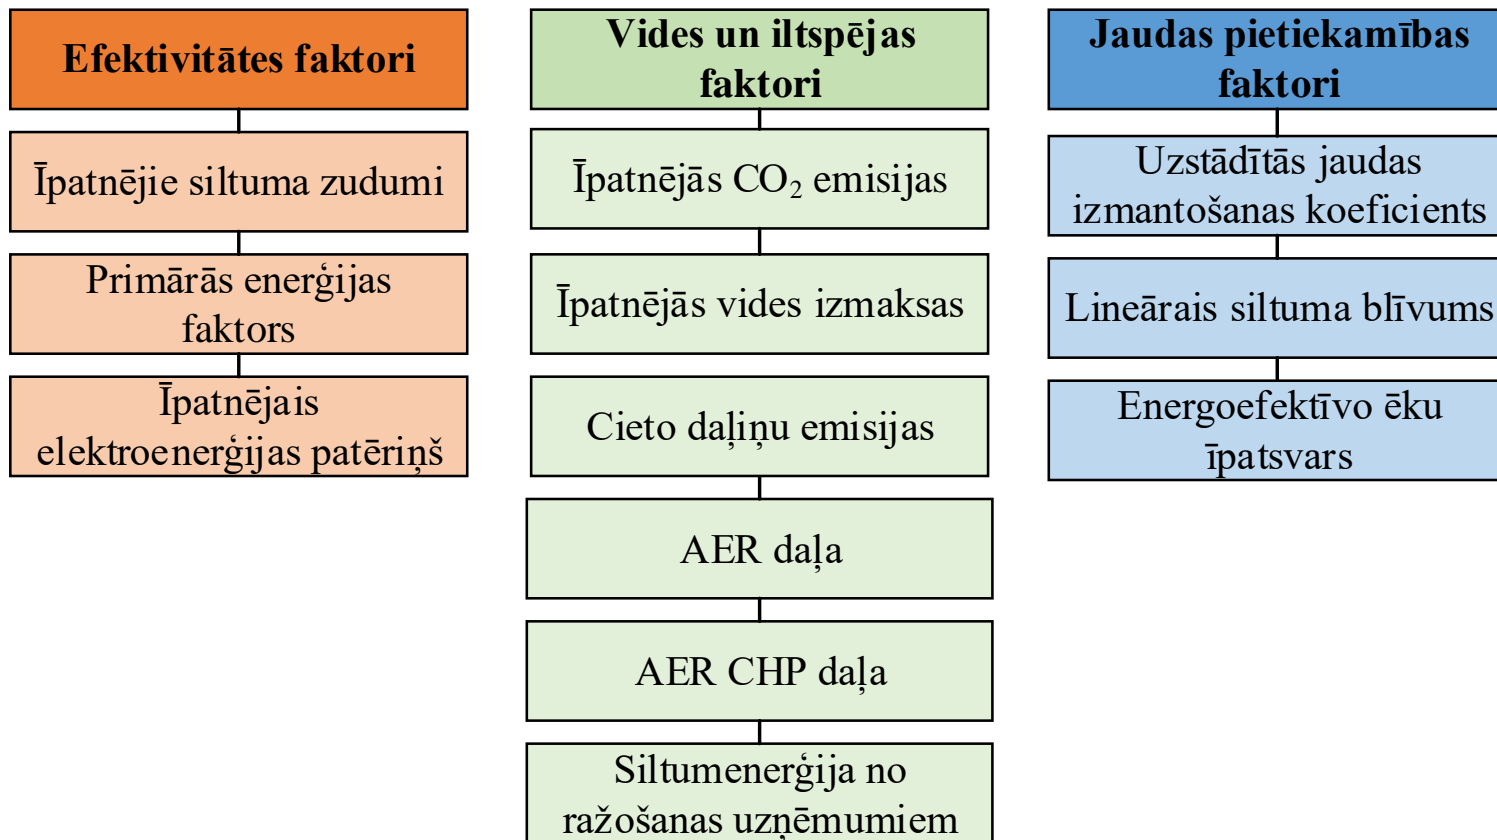 Efektivitātes faktori
Īpatnējie siltuma zudumi
Primārās enerģijas
faktors
Īpatnējais
elektroenerģijas patēriņš
Vides un iltspējas
faktori
Īpatnējās CO₂ emisijas
Īpatnējās vides izmaksas
Cieto daļiņu emisijas
AER daļa
AER CHP daļa
Siltumenerģija no
ražošanas uzņēmumiem
Jaudas pietiekamības
faktori
Uzstādītās jaudas
izmantošanas koeficients
Lineārais siltuma blīvums
Energoefektīvo ēku
īpatsvars